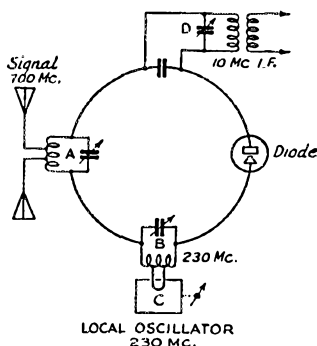 D
10 MC I.F.
Signal
700 MC.
A
Diode
B
230 MC.
C
LOCAL OSCILLATOR
230 MC.